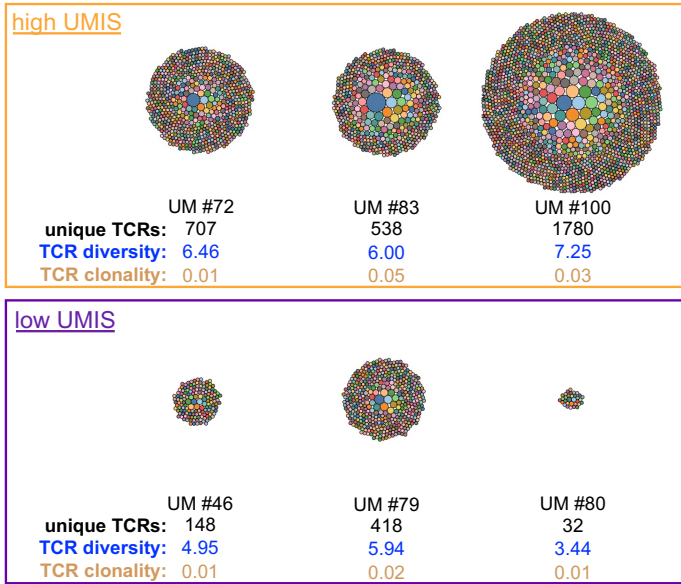 high UMIS
UM #72 UM #83 UM #100
unique TCRs: 707 538 1780
TCR diversity: 6.46 6.00 7.25
TCR clonality: 0.01 0.05 0.03
low UMIS
UM #46 UM #79 UM #80
unique TCRs: 148 418 32
TCR diversity: 4.95 5.94 3.44
TCR clonality: 0.01 0.02 0.01